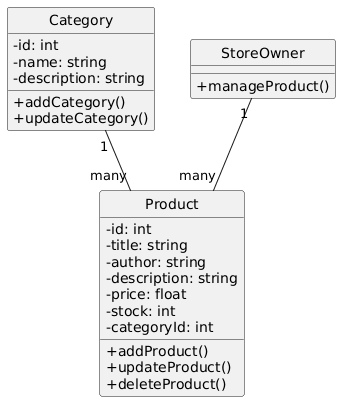 Category
-id: int
-name: string
-description: string
+addCategory()
+updateCategory()
StoreOwner
+manageProduct()
1
1
many
many
Product
-id: int
-title: string
-author: string
-description: string
-price: float
-stock: int
-categoryId: int
+addProduct()
+updateProduct()
+deleteProduct()